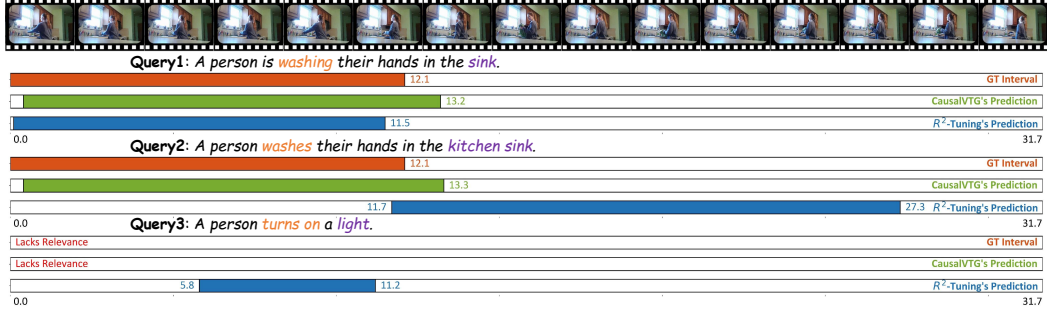 Query1: A person is washing their hands in the sink.
12.1 GT Interval
13.2 CausalVTG's Prediction
11.5 R²-Tuning's Prediction
0.0 31.7
Query2: A person washes their hands in the kitchen sink.
12.1 GT Interval
13.3 CausalVTG's Prediction
11.7 27.3 R²-Tuning's Prediction
0.0 31.7
Query3: A person turns on a light.
Lacks Relevance GT Interval
Lacks Relevance CausalVTG's Prediction
5.8 11.2 R²-Tuning's Prediction
0.0 31.7